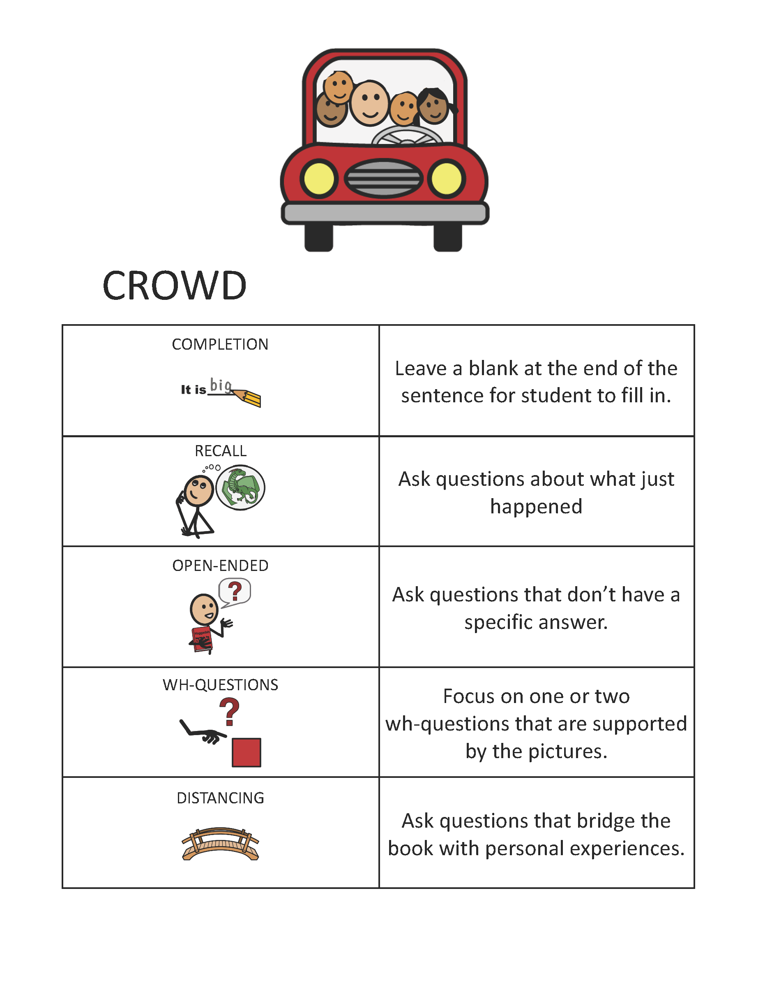 CROWD
COMPLETION
It is big
Leave a blank at the end of the
sentence for student to fill in.
RECALL
Ask questions about what just
happened
OPEN-ENDED
?
Haggadah
Ask questions that don’t have a
specific answer.
WH-QUESTIONS
?
Focus on one or two
wh-questions that are supported
by the pictures.
DISTANCING
Ask questions that bridge the
book with personal experiences.